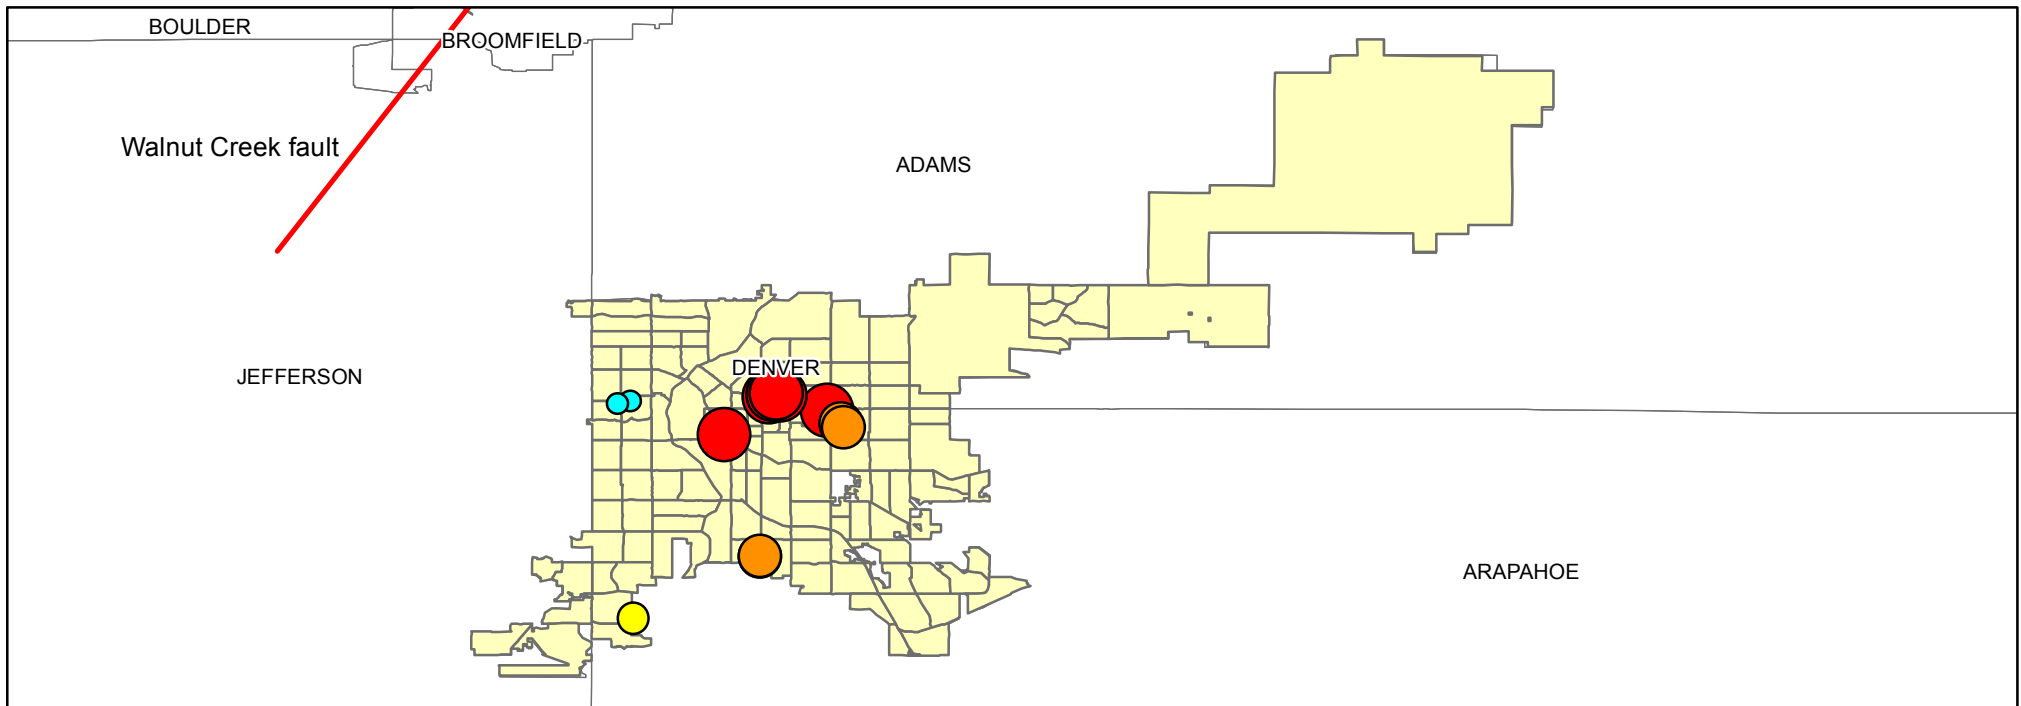 BOULDER
BROOMFIELD
Walnut Creek fault
ADAMS
DENVER
JEFFERSON
ARAPAHOE